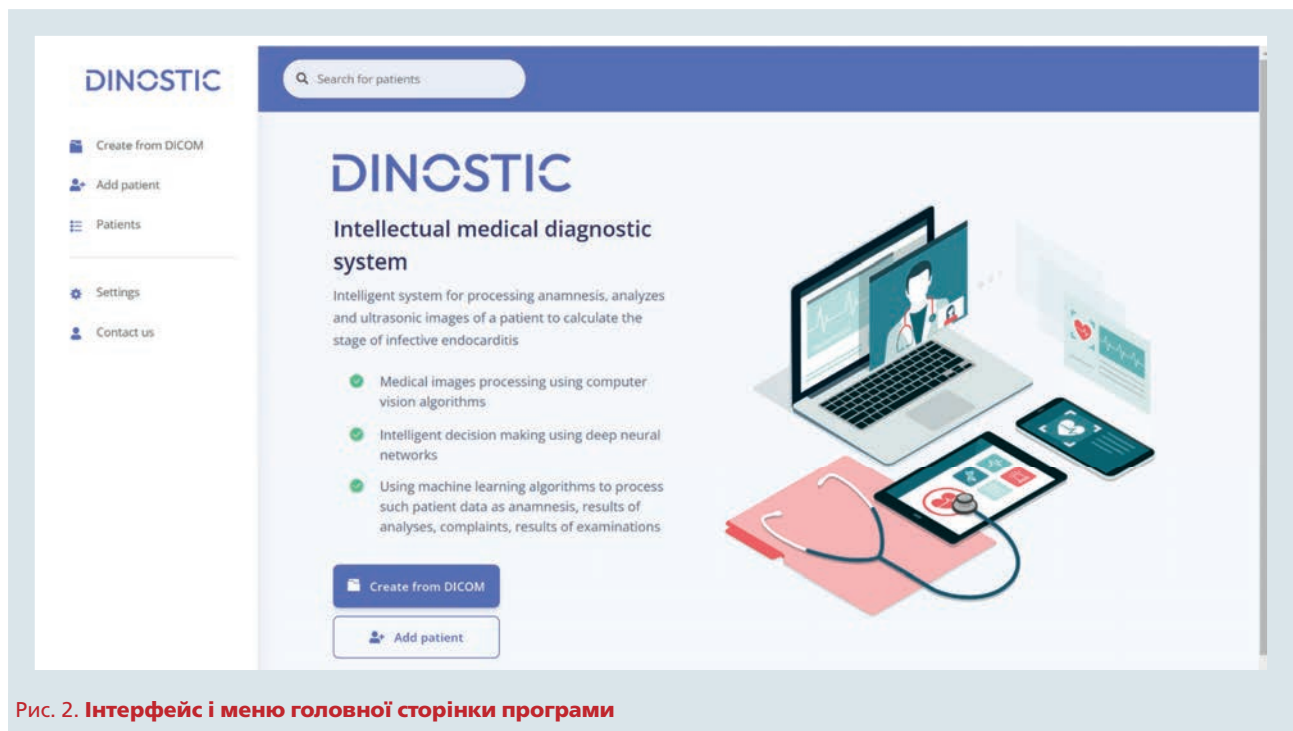 DINOSTIC
Create from DICOM
Add patient
Patients
Settings
Contact us
Search for patients
DINOSTIC
Intellectual medical diagnostic
system
Intelligent system for processing anamnesis, analyzes
and ultrasonic images of a patient to calculate the
stage of infective endocarditis
Medical images processing using computer
vision algorithms
Intelligent decision making using deep neural
networks
Using machine learning algorithms to process
such patient data as anamnesis, results of
analyses, complaints, results of examinations
Create from DICOM
Add patient
Рис. 2. Інтерфейс і меню головної сторінки програми